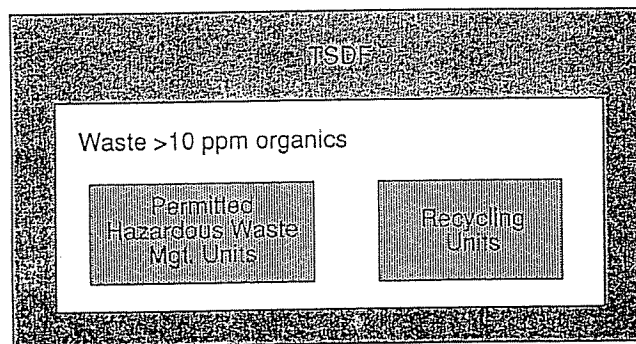 TSDF
Waste >10 ppm organics
Permitted
Hazardous Waste
Mgt. Units
Recycling
Units